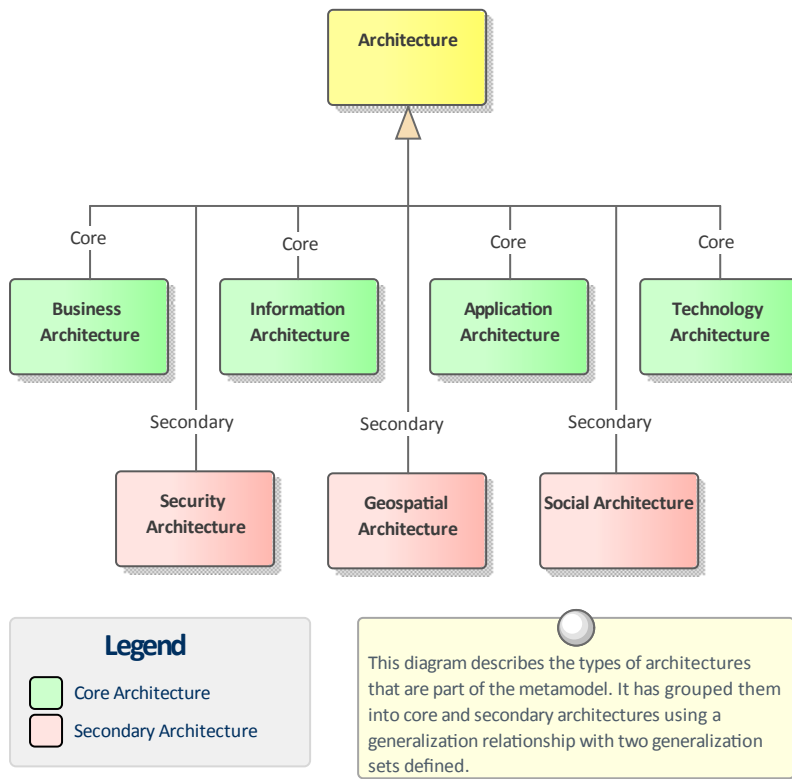 Architecture
Core
Core
Core
Core
Business
Architecture
Information
Architecture
Application
Architecture
Technology
Architecture
Secondary
Secondary
Secondary
Security
Architecture
Geospatial
Architecture
Social Architecture
Legend
Core Architecture
Secondary Architecture
This diagram describes the types of architectures
that are part of the metamodel. It has grouped them
into core and secondary architectures using a
generalization relationship with two generalization
sets defined.